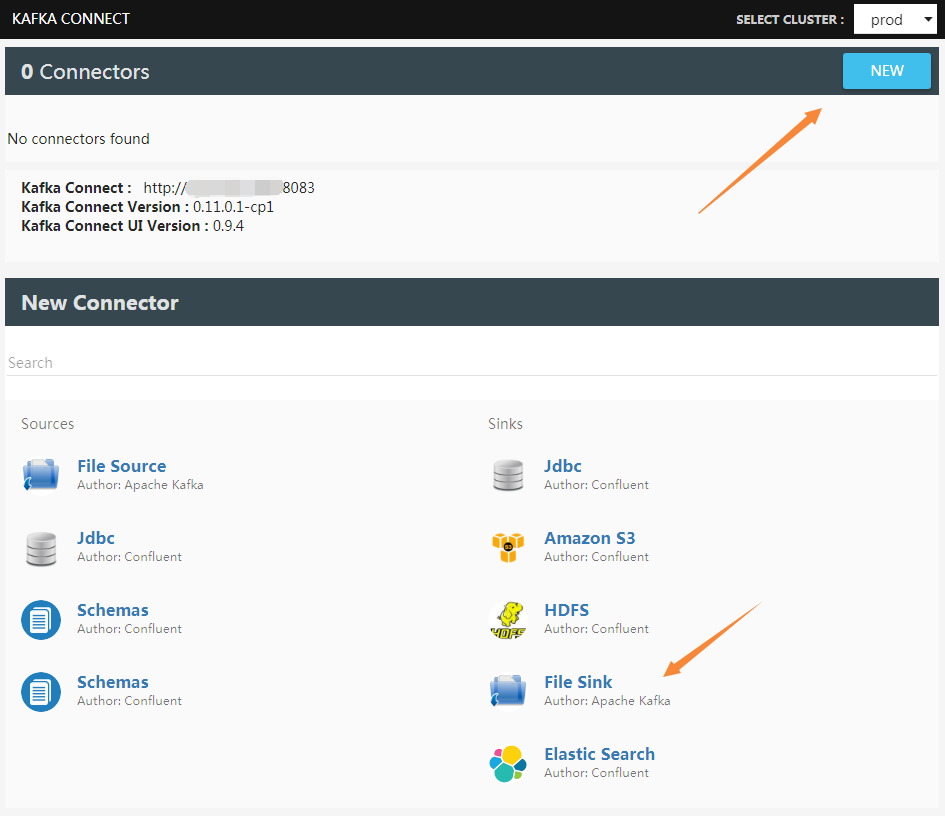 KAFKA CONNECT
SELECT CLUSTER :
prod
0 Connectors
NEW
No connectors found
Kafka Connect : http:// 8083
Kafka Connect Version : 0.11.0.1-cp1
Kafka Connect UI Version : 0.9.4
New Connector
Search
Sources
File Source
Author: Apache Kafka
Jdbc
Author: Confluent
Schemas
Author: Confluent
Schemas
Author: Confluent
Sinks
Jdbc
Author: Confluent
Amazon S3
Author: Confluent
HDFS
HDFS
Author: Confluent
File Sink
Author: Apache Kafka
Elastic Search
Author: Confluent